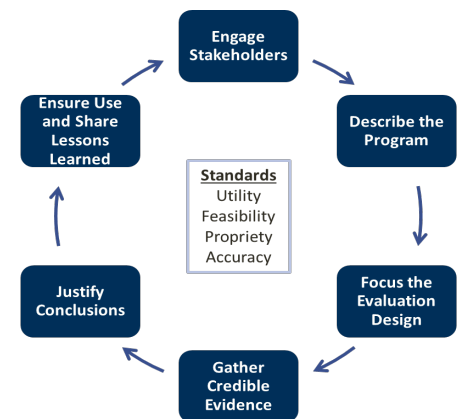 Engage
Stakeholders
Describe the
Program
Focus the
Evaluation
Design
Gather
Credible
Evidence
Justify
Conclusions
Ensure Use
and Share
Lessons
Learned
Standards
Utility
Feasibility
Propriety
Accuracy